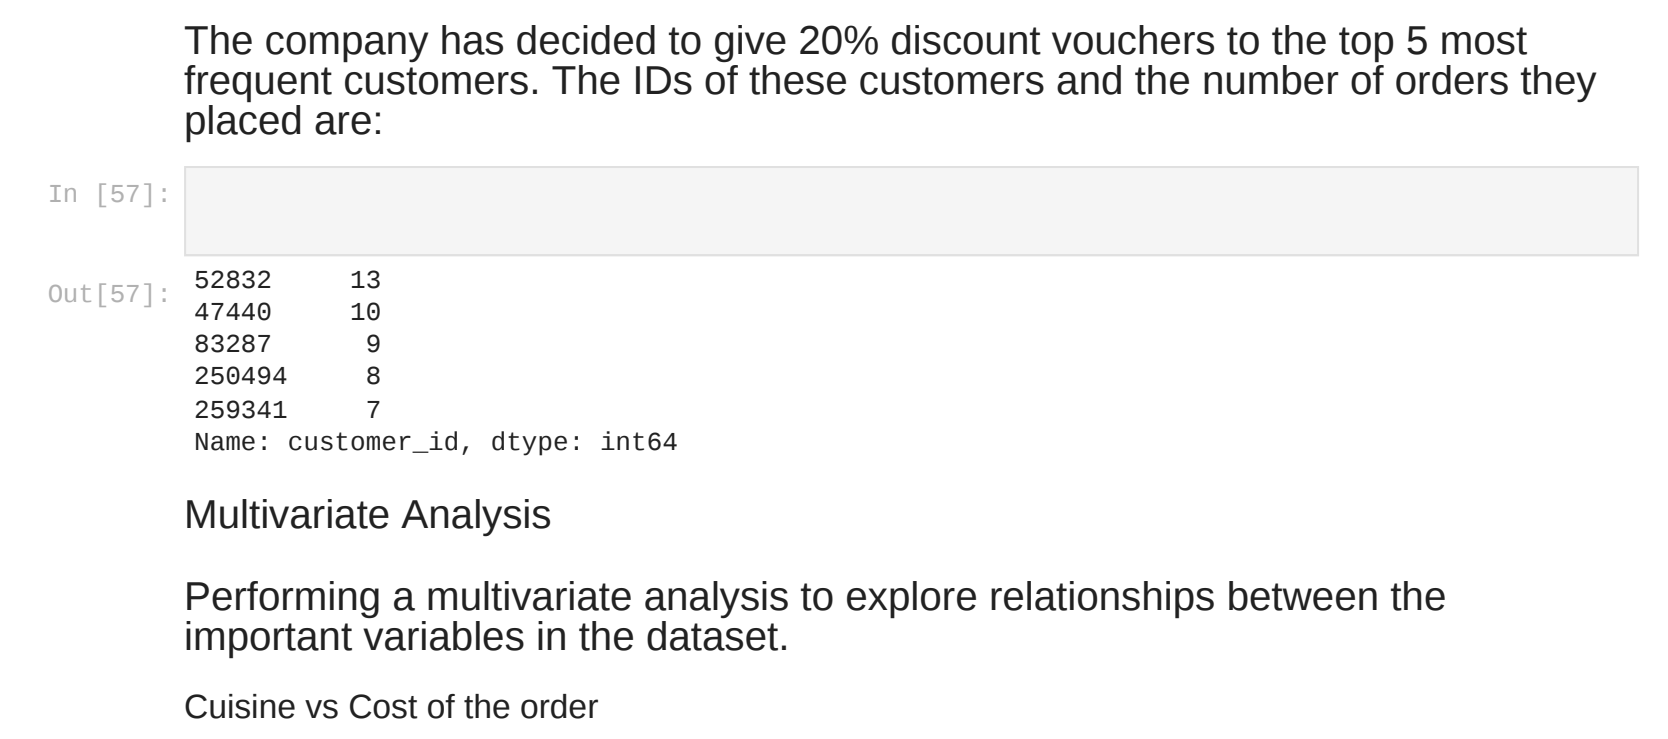 The company has decided to give 20% discount vouchers to the top 5 most
frequent customers. The IDs of these customers and the number of orders they
placed are:
In [57]:
Out[57]:
52832 13
47440 10
83287 9
250494 8
259341 7
Name: customer_id, dtype: int64
Multivariate Analysis
Performing a multivariate analysis to explore relationships between the
important variables in the dataset.
Cuisine vs Cost of the order